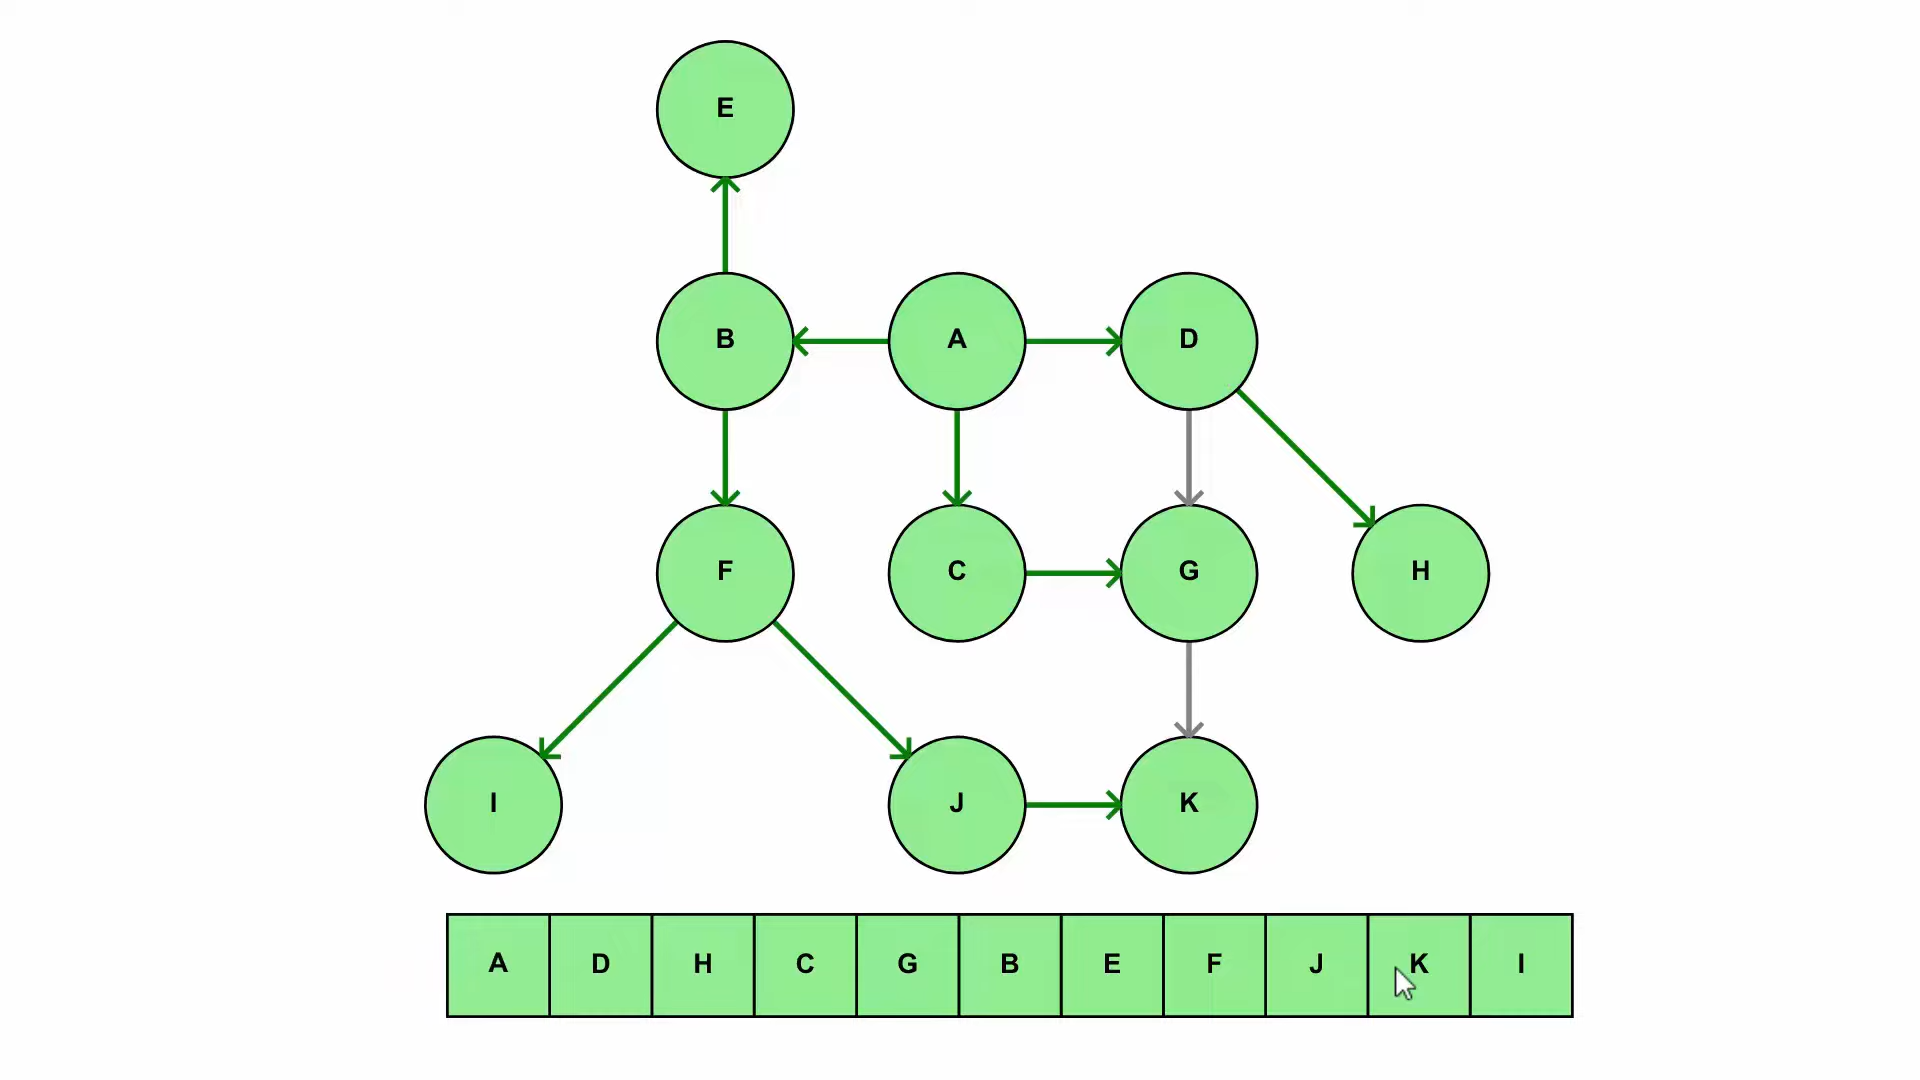 E
B A D
F C G H
I J K
A D H C G B E F J K I